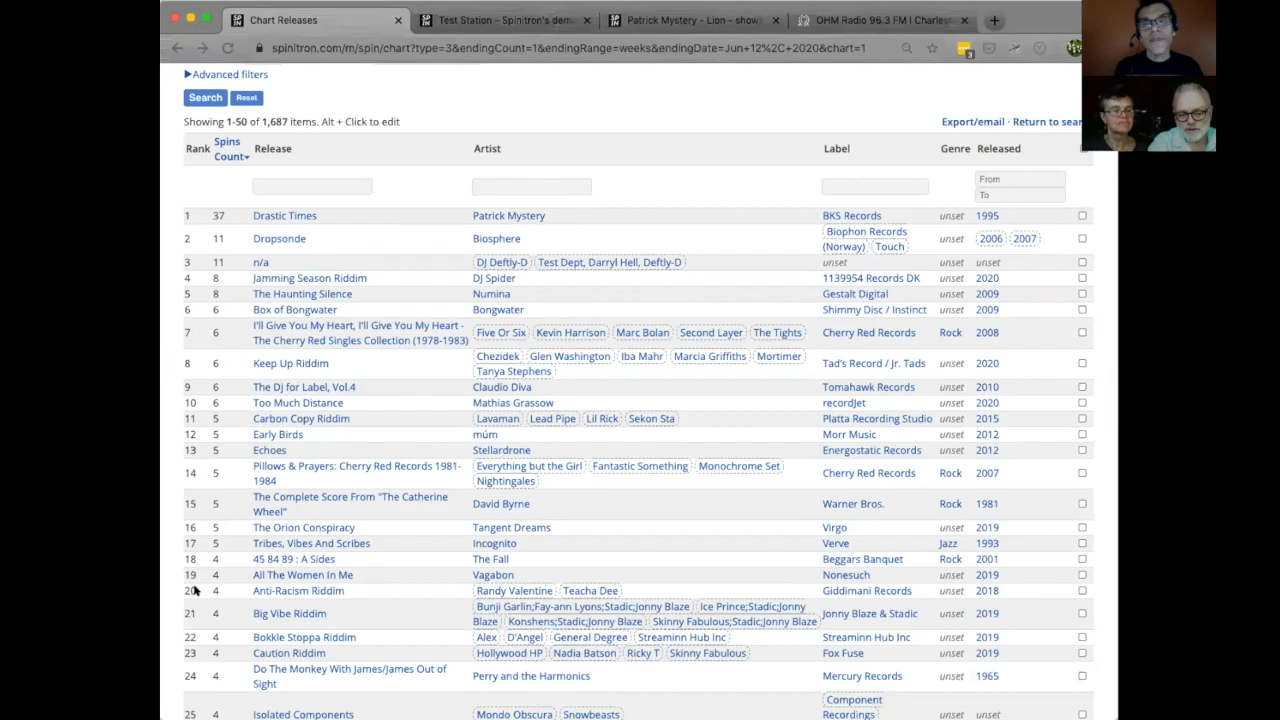 Chart Releases
Test Station – Spinitron's dem
Patrick Mystery - Lion - shows
OHM Radio 96.3 FM | Charles
spinitron.com/m/spin/chart?type=3&endingCount=1&endingRange=weeks&endingDate=Jun+12%2C+2020&chart=1
3
Advanced filters
Search Reset
Showing 1-50 of 1,687 items. Alt + Click to edit
Export/email · Return to sear
Rank Spins Count Release Artist Label Genre Released
From
To
1 37 Drastic Times Patrick Mystery BKS Records unset 1995
2 11 Dropsonde Biosphere Biophon Records (Norway) Touch unset 2006 2007
3 11 n/a DJ Deftly-D Test Dept, Darryl Hell, Deftly-D unset unset unset
4 8 Jamming Season Riddim DJ Spider 1139954 Records DK unset 2020
5 8 The Haunting Silence Numina Gestalt Digital unset 2009
6 6 Box of Bongwater Bongwater Shimmy Disc / Instinct unset 2009
7 6 I'll Give You My Heart, I'll Give You My Heart - The Cherry Red Singles Collection (1978-1983) Five Or Six Kevin Harrison Marc Bolan Second Layer The Tights Cherry Red Records Rock 2008
8 6 Keep Up Riddim Chezidek Glen Washington Iba Mahr Marcia Griffiths Mortimer Tanya Stephens Tad's Record / Jr. Tads unset 2020
9 6 The Dj for Label, Vol.4 Claudio Diva Tomahawk Records unset 2010
10 6 Too Much Distance Mathias Grassow recordJet unset 2020
11 5 Carbon Copy Riddim Lavaman Lead Pipe Lil Rick Sekon Sta Platta Recording Studio unset 2015
12 5 Early Birds múm Morr Music unset 2012
13 5 Echoes Stellardrone Energostatic Records unset 2012
14 5 Pillows & Prayers: Cherry Red Records 1981-1984 Everything but the Girl Fantastic Something Monochrome Set Nightingales Cherry Red Records Rock 2007
15 5 The Complete Score From "The Catherine Wheel" David Byrne Warner Bros. Rock 1981
16 5 The Orion Conspiracy Tangent Dreams Virgo unset 2019
17 5 Tribes, Vibes And Scribes Incognito Verve Jazz 1993
18 4 45 84 89 : A Sides The Fall Beggars Banquet Rock 2001
19 4 All The Women In Me Vagabon Nonesuch unset 2019
20 4 Anti-Racism Riddim Randy Valentine Teacha Dee Giddimani Records unset 2018
21 4 Big Vibe Riddim Bunji Garlin;Fay-ann Lyons;Stadic;Jonny Blaze Ice Prince;Stadic;Jonny Blaze Konshens;Stadic;Jonny Blaze Skinny Fabulous;Stadic;Jonny Blaze Jonny Blaze & Stadic unset 2019
22 4 Bokkle Stoppa Riddim Alex D'Angel General Degree Streaminn Hub Inc Streaminn Hub Inc unset 2019
23 4 Caution Riddim Hollywood HP Nadia Batson Ricky T Skinny Fabulous Fox Fuse unset 2019
24 4 Do The Monkey With James/James Out of Sight Perry and the Harmonics Mercury Records unset 1965
25 4 Isolated Components Mondo Obscura Snowbeasts Component Recordings unset unset